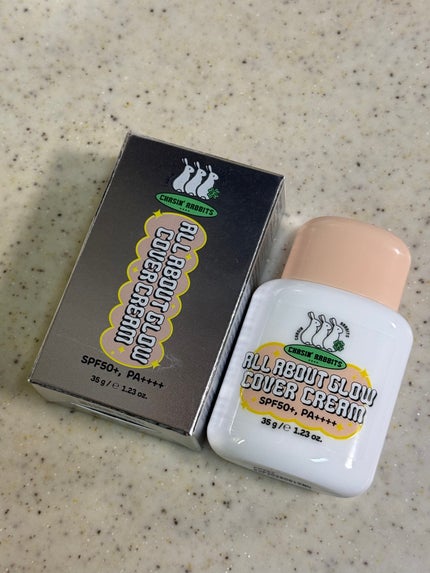 CHASIN' RABBITS
ALL ABOUT GLOW
COVER CREAM
SPF50+, PA++++
35 g / ℮ 1.23 oz.
CHASIN' RABBITS
ALL ABOUT GLOW
COVER CREAM
SPF50+, PA++++
35 g / ℮ 1.23 oz.